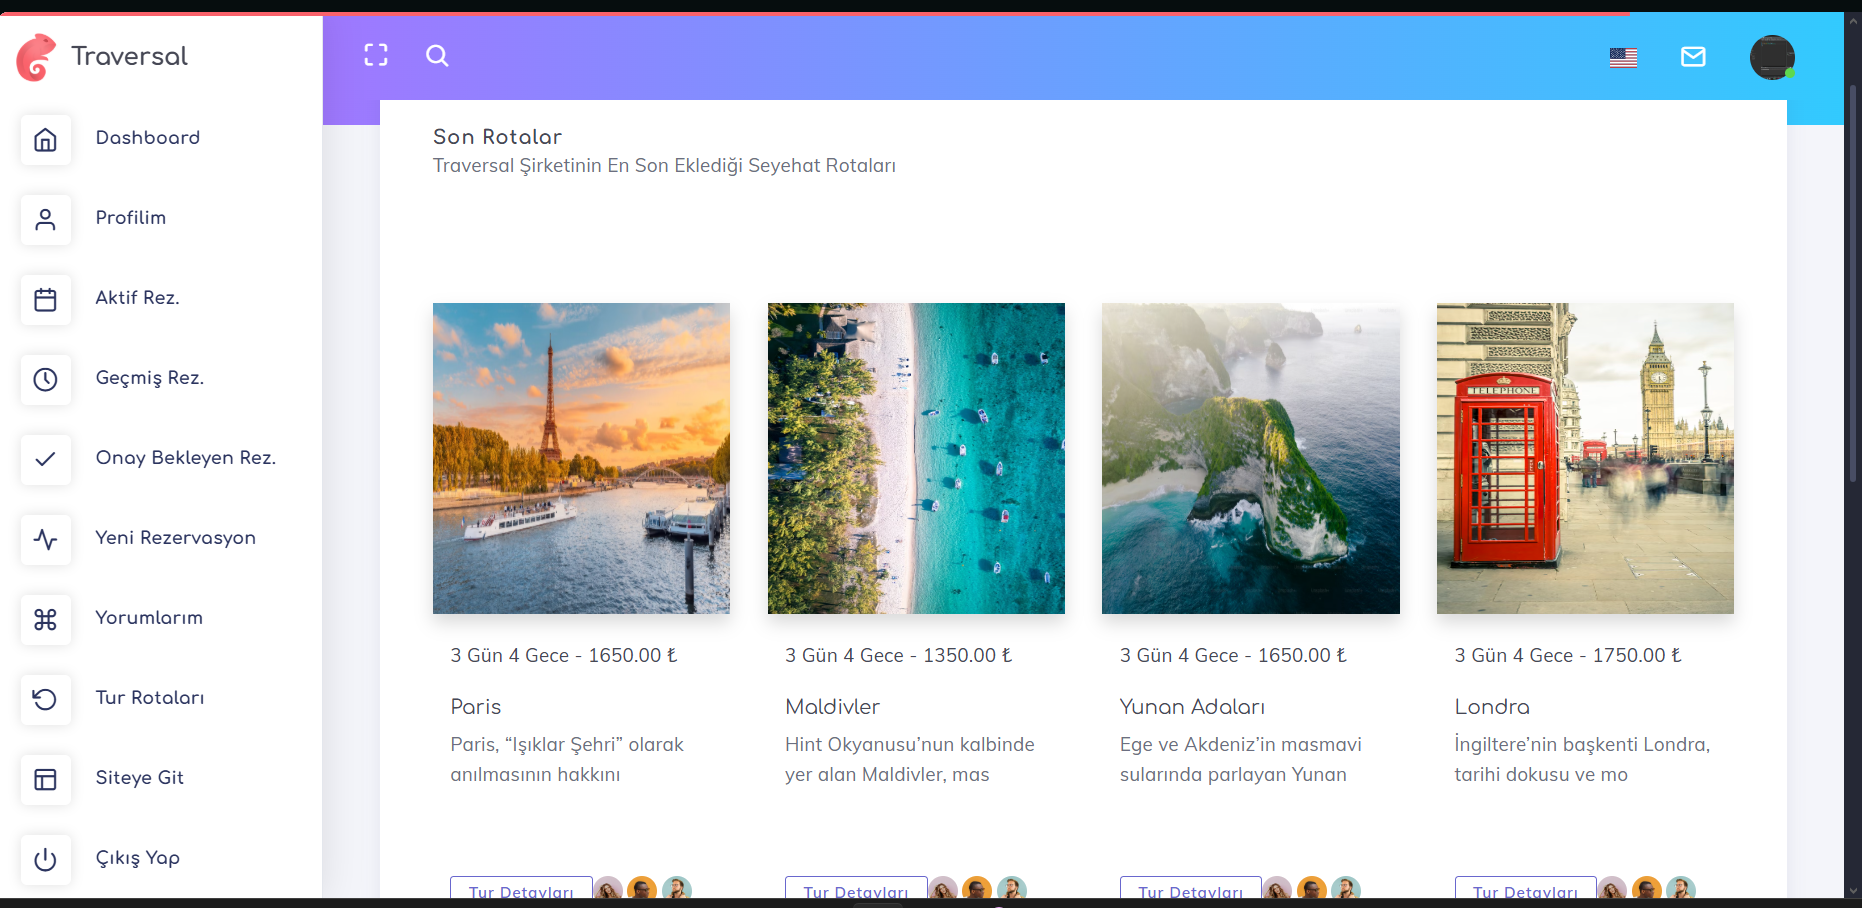 Traversal
Dashboard
Profilim
Aktif Rez.
Geçmiş Rez.
Onay Bekleyen Rez.
Yeni Rezervasyon
Yorumlarım
Tur Rotaları
Siteye Git
Çıkış Yap
Son Rotalar
Traversal Şirketinin En Son Eklediği Seyehat Rotaları
TELEPHONE
3 Gün 4 Gece - 1650.00 ₺
Paris
Paris, “Işıklar Şehri” olarak
anılmasının hakkını
Tur Detayları
3 Gün 4 Gece - 1350.00 ₺
Maldivler
Hint Okyanusu’nun kalbinde
yer alan Maldivler, mas
Tur Detayları
3 Gün 4 Gece - 1650.00 ₺
Yunan Adaları
Ege ve Akdeniz’in masmavi
sularında parlayan Yunan
Tur Detayları
3 Gün 4 Gece - 1750.00 ₺
Londra
İngiltere’nin başkenti Londra,
tarihi dokusu ve mo
Tur Detayları